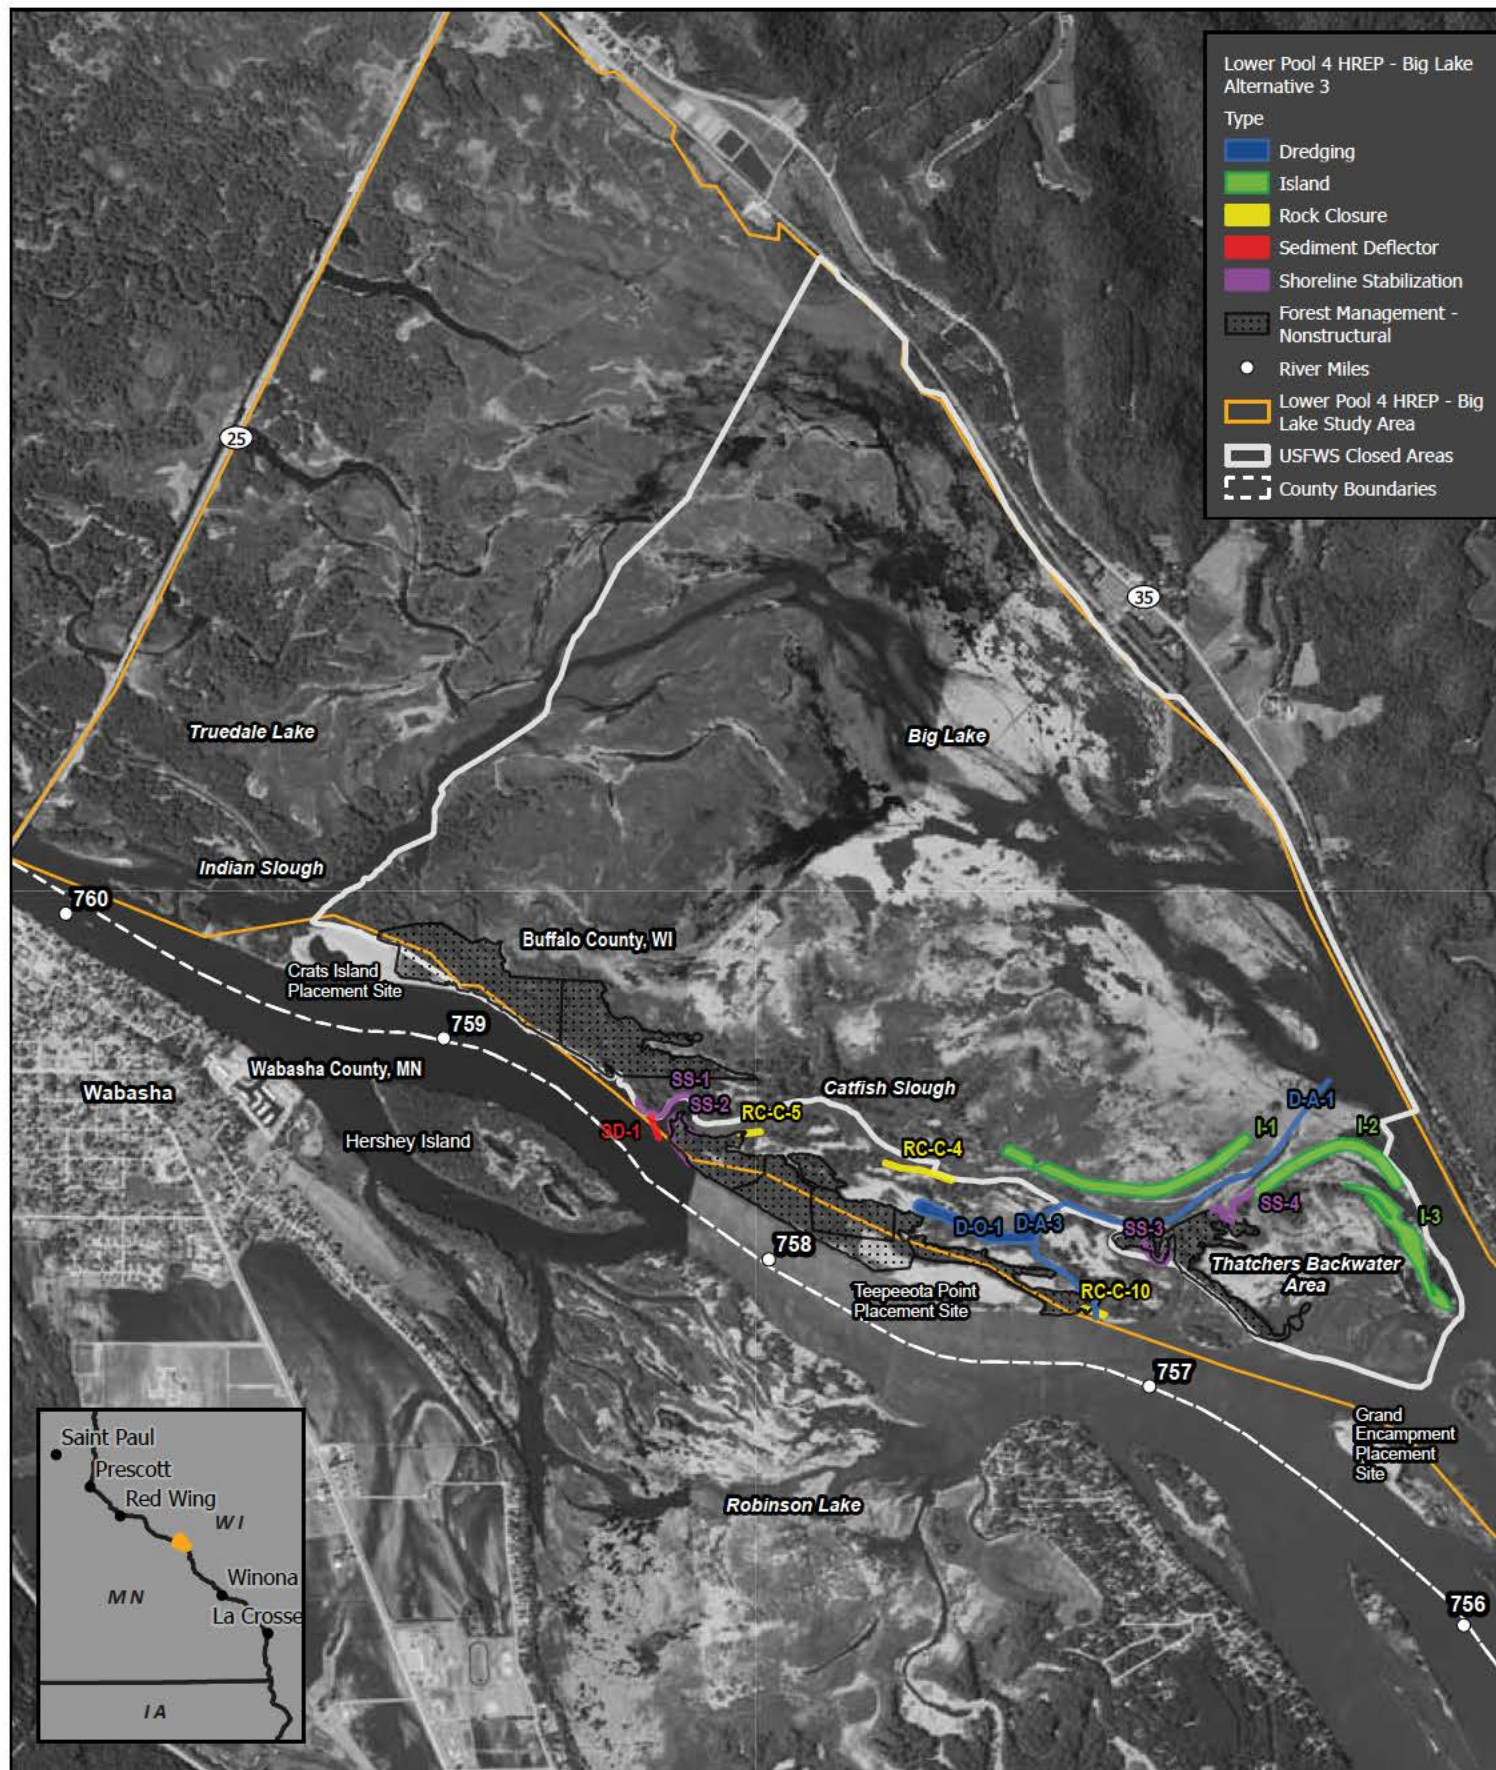 Lower Pool 4 HREP - Big Lake
Alternative 3
Type
Dredging
Island
Rock Closure
Sediment Deflector
Shoreline Stabilization
Forest Management -
Nonstructural
River Miles
Lower Pool 4 HREP - Big
Lake Study Area
USFWS Closed Areas
County Boundaries
25
35
Truedale Lake
Big Lake
Indian Slough
760
Buffalo County, WI
Crats Island
Placement Site
759
Wabasha County, MN
Wabasha
SS-1
Catfish Slough
SS-2
RC-C-5
D-A-1
SD-1
Hershey Island
I-1
I-2
RC-C-4
SS-4
I-3
D-O-1
D-A-3
SS-3
758
Thatchers Backwater
Area
Teepeeota Point
Placement Site
RC-C-10
757
Grand
Encampment
Placement
Site
Robinson Lake
756
Saint Paul
Prescott
Red Wing
WI
Winona
MN
La Crosse
IA